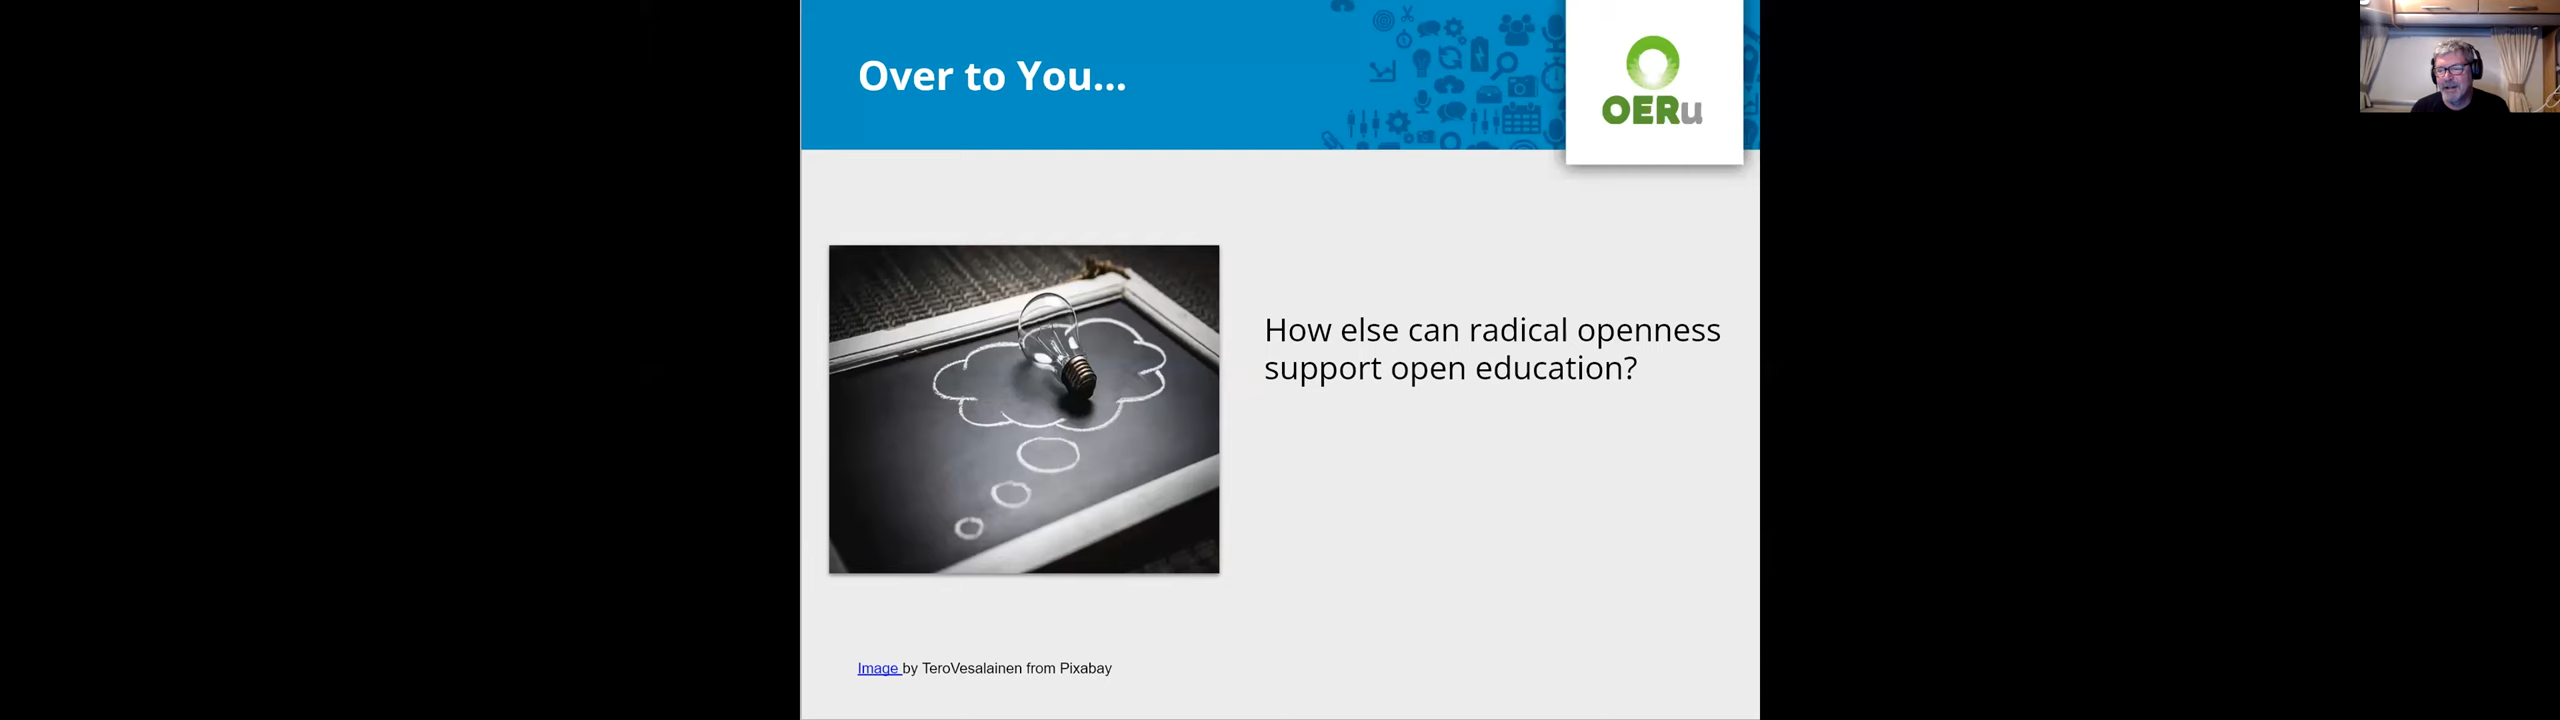 Over to You...
OERu
How else can radical openness
support open education?
Image by TeroVesalainen from Pixabay